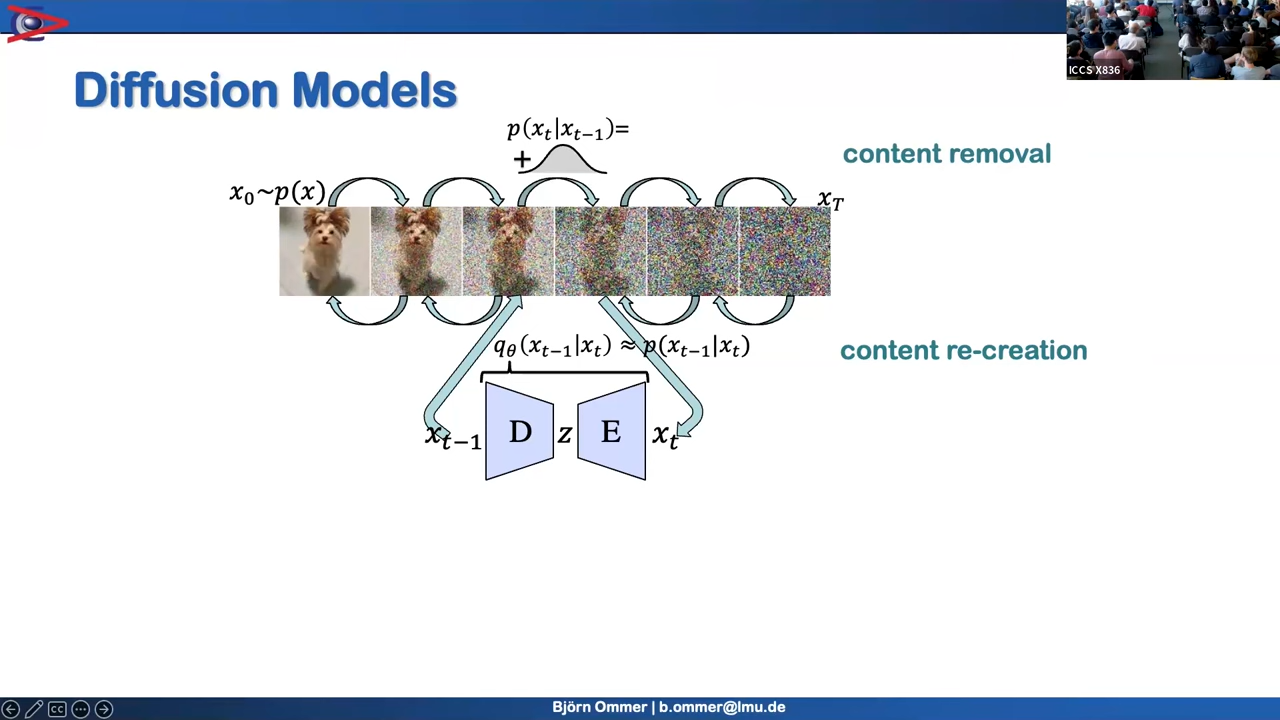 ICCS X836
Diffusion Models
p(x_t|x_{t−1})=
+
content removal
x_0~p(x)
x_T
q_θ(x_{t−1}|x_t) ≈ p(x_{t−1}|x_t)
content re-creation
x_{t−1} D z E x_t
CC
Björn Ommer | b.ommer@lmu.de